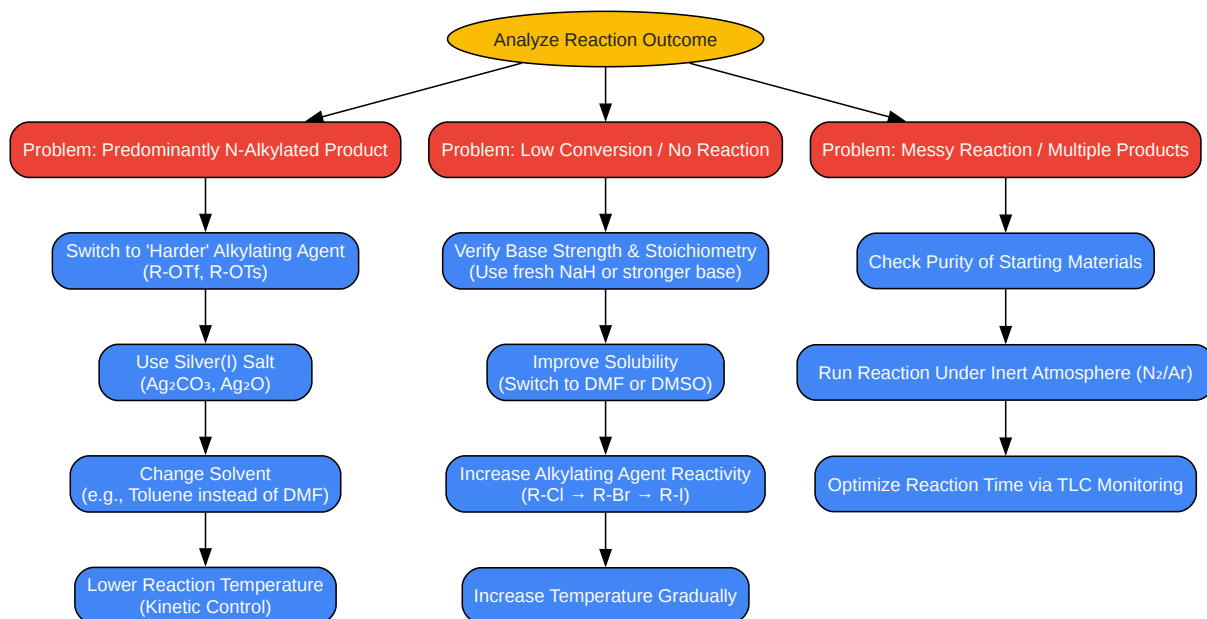 Analyze Reaction Outcome
Problem: Predominantly N-Alkylated Product
Switch to 'Harder' Alkylating Agent
(R-OTf, R-OTs)
Use Silver(I) Salt
(Ag₂CO₃, Ag₂O)
Change Solvent
(e.g., Toluene instead of DMF)
Lower Reaction Temperature
(Kinetic Control)
Problem: Low Conversion / No Reaction
Verify Base Strength & Stoichiometry
(Use fresh NaH or stronger base)
Improve Solubility
(Switch to DMF or DMSO)
Increase Alkylating Agent Reactivity
(R-Cl → R-Br → R-I)
Increase Temperature Gradually
Problem: Messy Reaction / Multiple Products
Check Purity of Starting Materials
Run Reaction Under Inert Atmosphere (N₂/Ar)
Optimize Reaction Time via TLC Monitoring